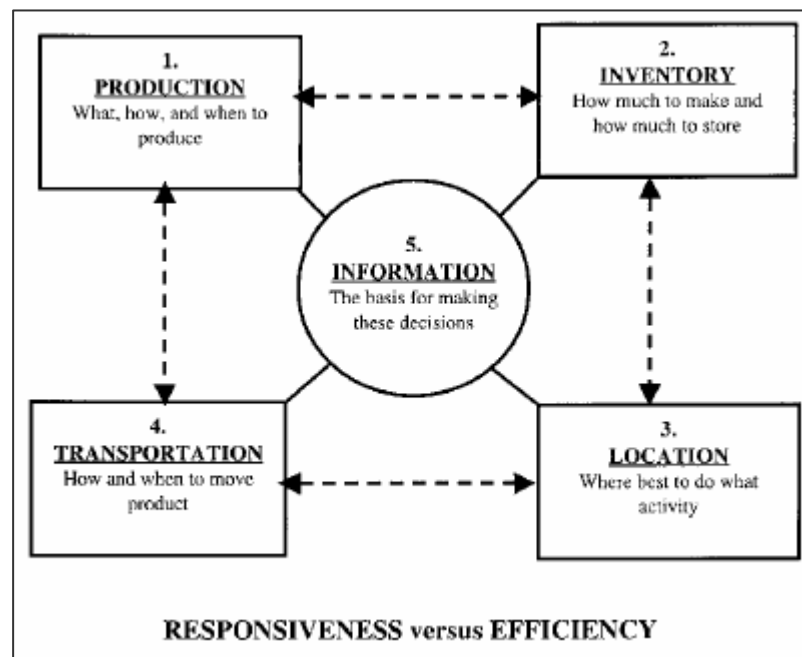 1.
PRODUCTION
What, how, and when to
produce
2.
INVENTORY
How much to make and
how much to store
5.
INFORMATION
The basis for making
these decisions
4.
TRANSPORTATION
How and when to move
product
3.
LOCATION
Where best to do what
activity
RESPONSIVENESS versus EFFICIENCY